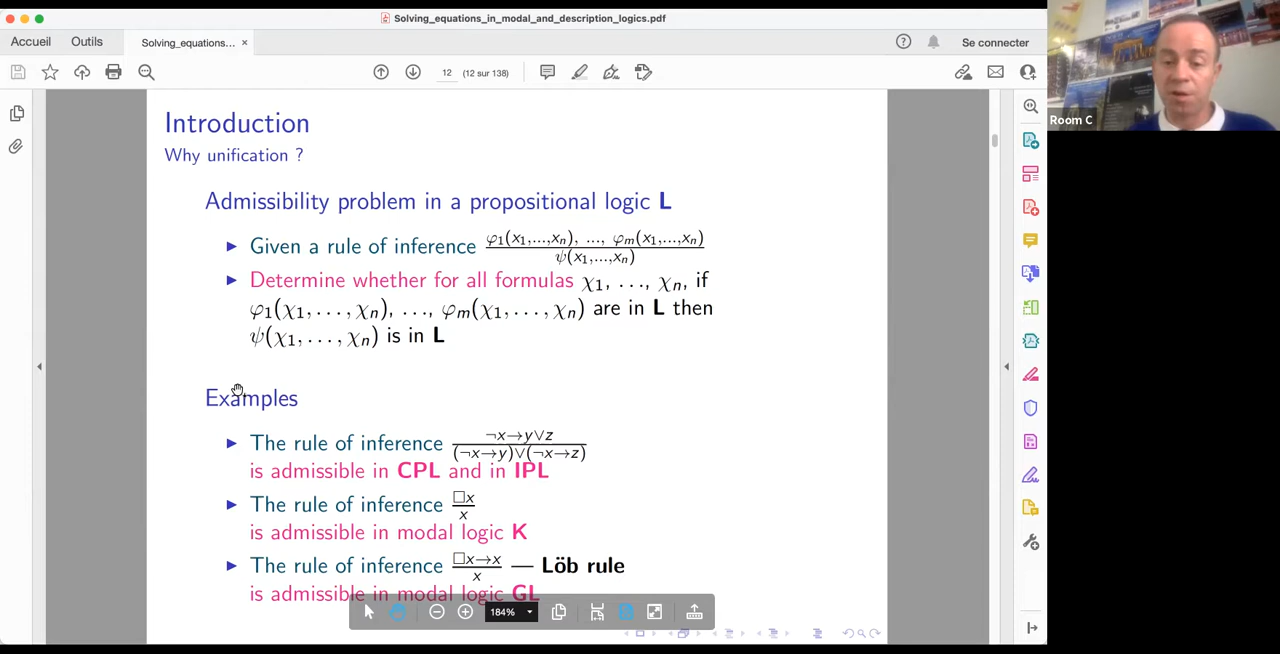 Solving_equations_in_modal_and_description_logics.pdf
Accueil Outils Solving_equations... × Se connecter
12 (12 sur 138)
Room C
Introduction
Why unification ?
Admissibility problem in a propositional logic L
► Given a rule of inference φ1(x1,...,xn), ..., φm(x1,...,xn) / ψ(x1,...,xn)
► Determine whether for all formulas χ1, ..., χn, if
φ1(χ1, ..., χn), ..., φm(χ1, ..., χn) are in L then
ψ(χ1, ..., χn) is in L
Examples
► The rule of inference ¬x→y∨z / (¬x→y)∨(¬x→z)
is admissible in CPL and in IPL
► The rule of inference □x / x
is admissible in modal logic K
► The rule of inference □x→x / x — Löb rule
is admissible in modal logic GL
184%